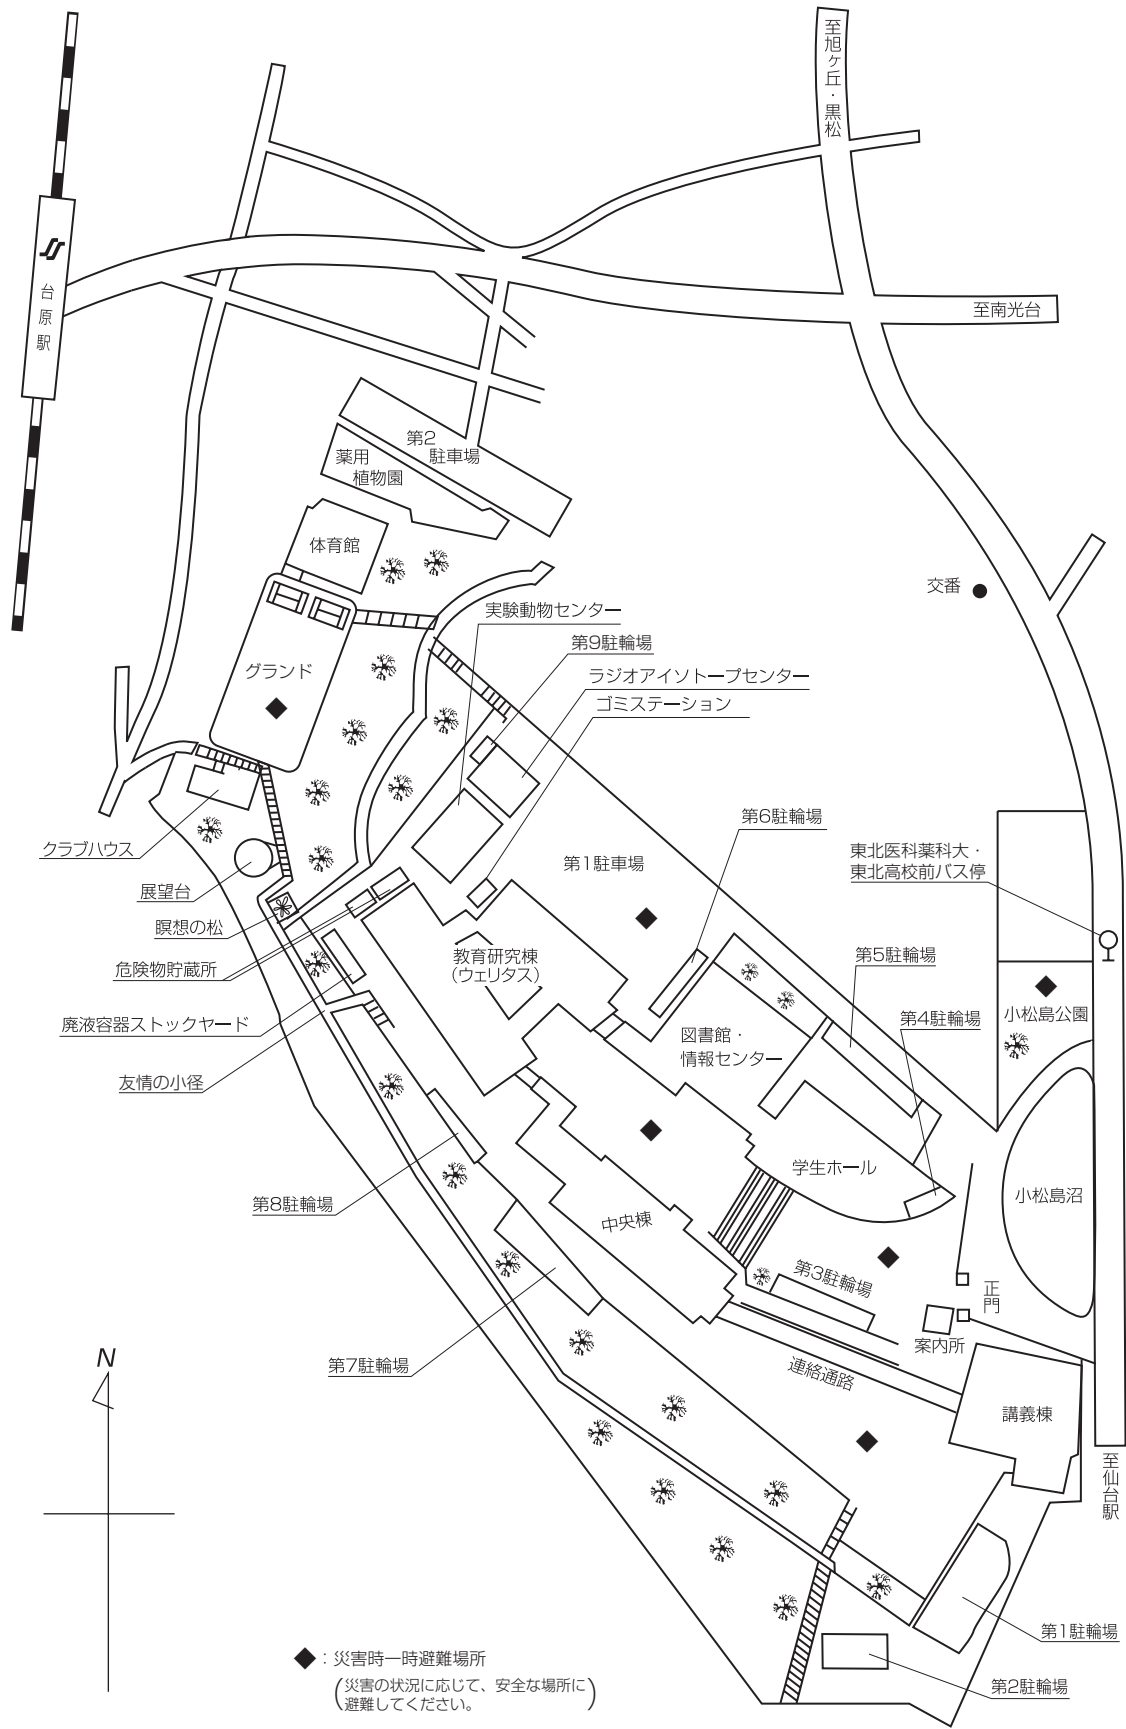 至旭ヶ丘・黒松
台原駅
至南光台
第2
駐車場
薬用
植物園
体育館
交番
実験動物センター
第9駐輪場
グランド
ラジオアイソトープセンター
ゴミステーション
第6駐輪場
クラブハウス
第1駐車場
東北医科薬科大・
東北高校前バス停
展望台
瞑想の松
教育研究棟
(ウェリタス)
第5駐輪場
危険物貯蔵所
小松島公園
第4駐輪場
廃液容器ストックヤード
図書館・
情報センター
友情の小径
学生ホール
小松島沼
第8駐輪場
中央棟
第3駐輪場
正門
案内所
N
第7駐輪場
連絡通路
講義棟
至仙台駅
第1駐輪場
◆：災害時一時避難場所
(災害の状況に応じて、安全な場所に
避難してください。)
第2駐輪場